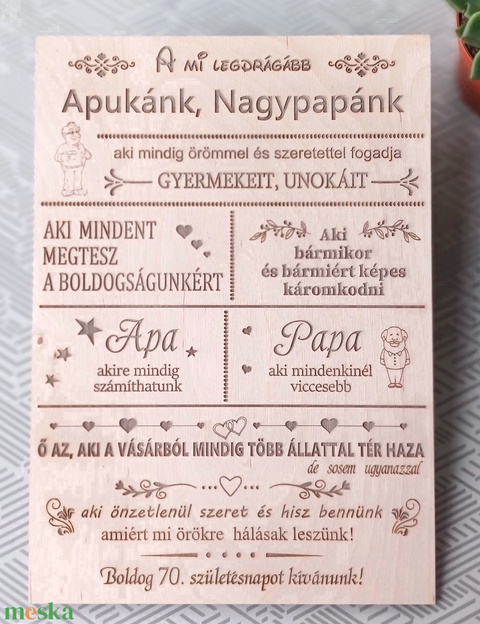 A mi legdrágább
Apukánk, Nagypapánk
aki mindig örömmel és szeretettel fogadja
GYERMEKEIT, UNOKÁIT
AKI MINDENT
MEGTESZ
A BOLDOGSÁGUNKÉRT
Aki
bármikor
és bármiért képes
káromkodni
Apa
akire mindig
számíthatunk
Papa
aki mindenkinél
viccesebb
Ő AZ, AKI A VÁSÁRBÓL MINDIG TÖBB ÁLLATTAL TÉR HAZA
de sosem ugyanazzal
aki önzetlenül szeret és hisz bennünk
amiért mi örökre hálásak leszünk!
Boldog 70. születésnapot kívánunk!
meska